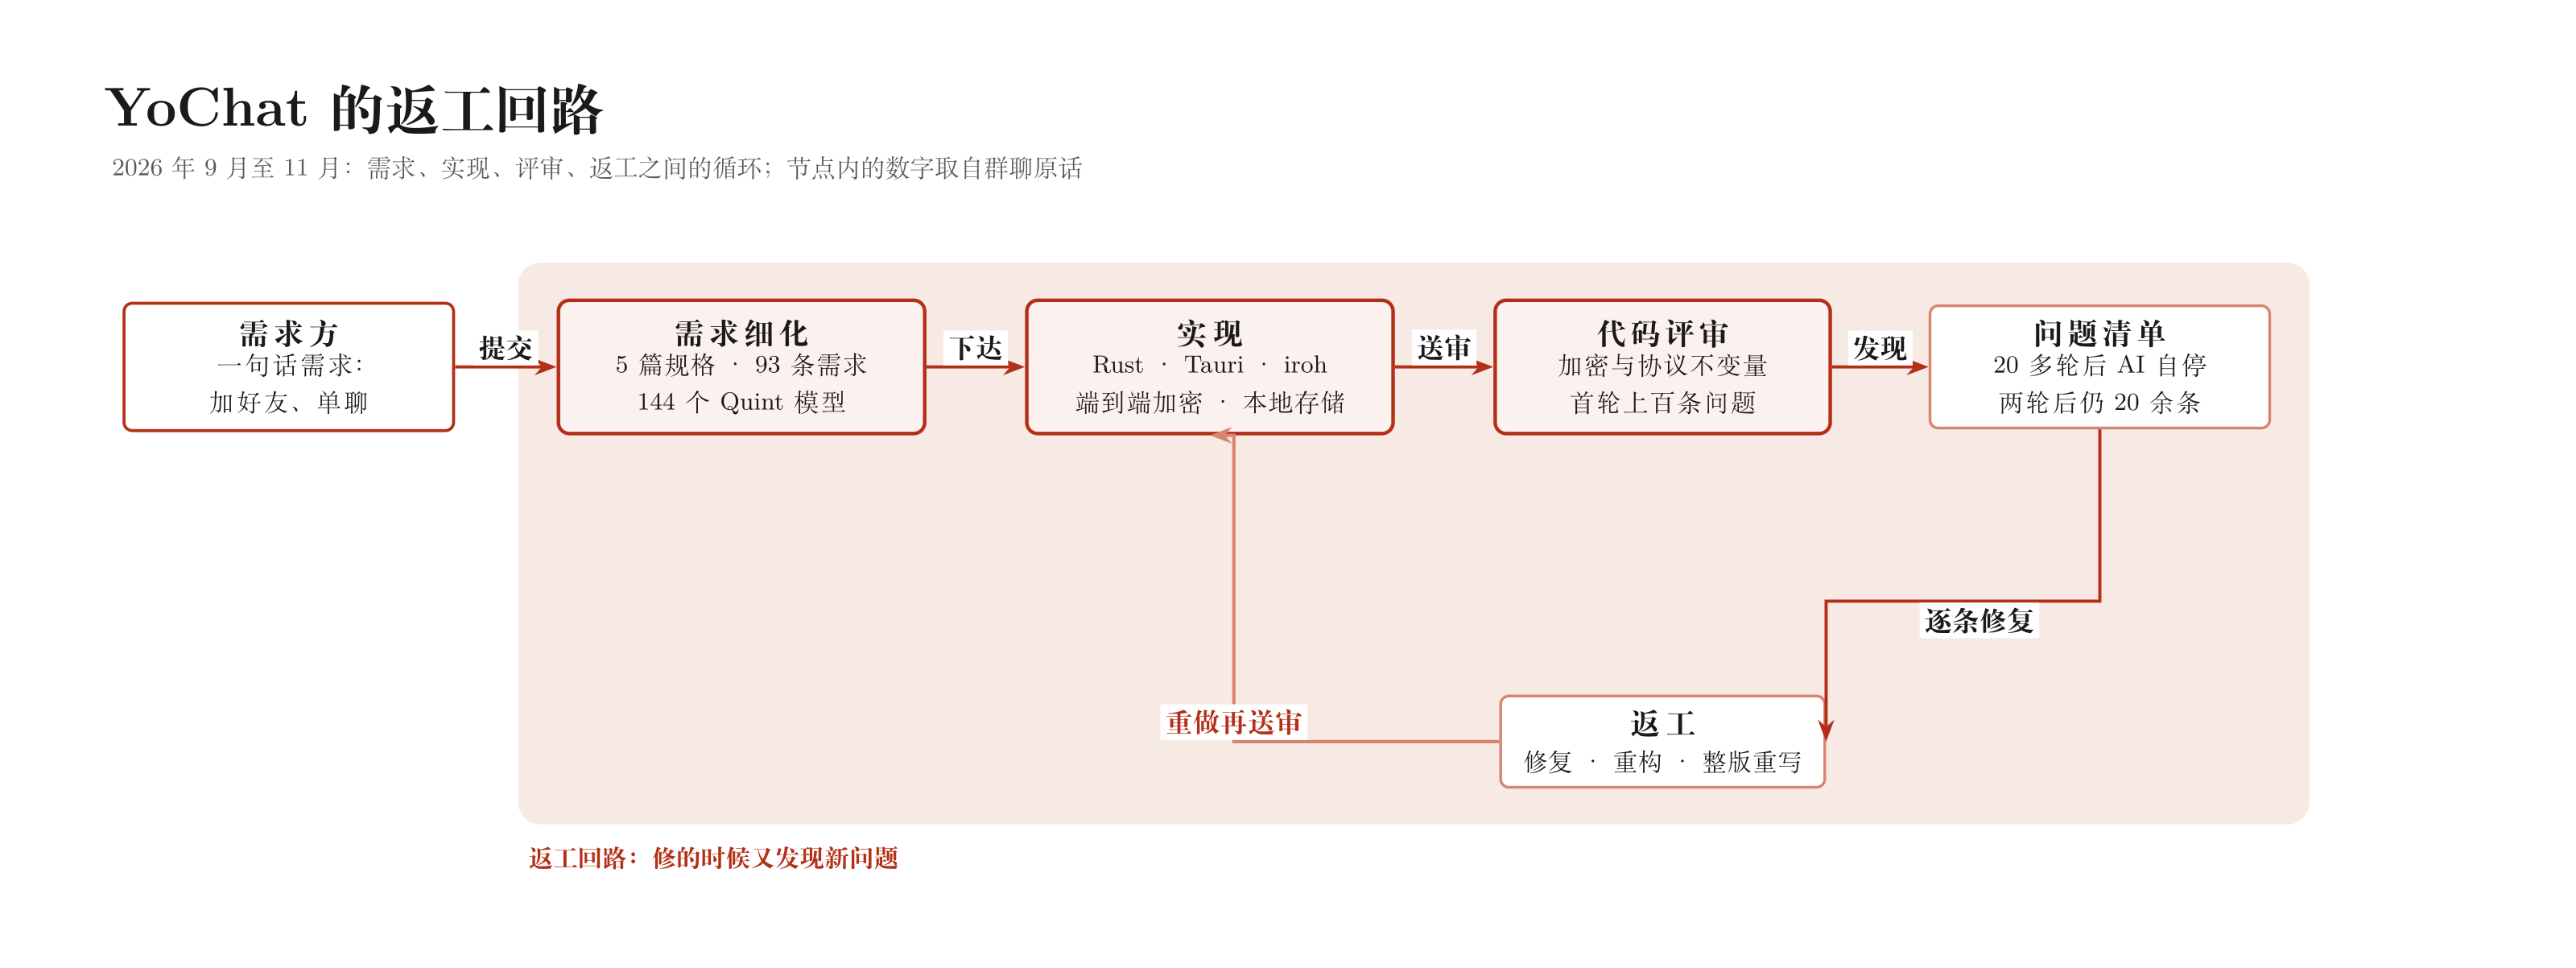 YoChat 的返工回路
2026 年 9 月至 11 月：需求、实现、评审、返工之间的循环；节点内的数字取自群聊原话
需求方
一句话需求：
加好友、单聊
提交
需求细化
5 篇规格 · 93 条需求
144 个 Quint 模型
下达
实现
Rust · Tauri · iroh
端到端加密 · 本地存储
送审
代码评审
加密与协议不变量
首轮上百条问题
发现
问题清单
20 多轮后 AI 自停
两轮后仍 20 余条
逐条修复
重做再送审
返工
修复 · 重构 · 整版重写
返工回路：修的时候又发现新问题